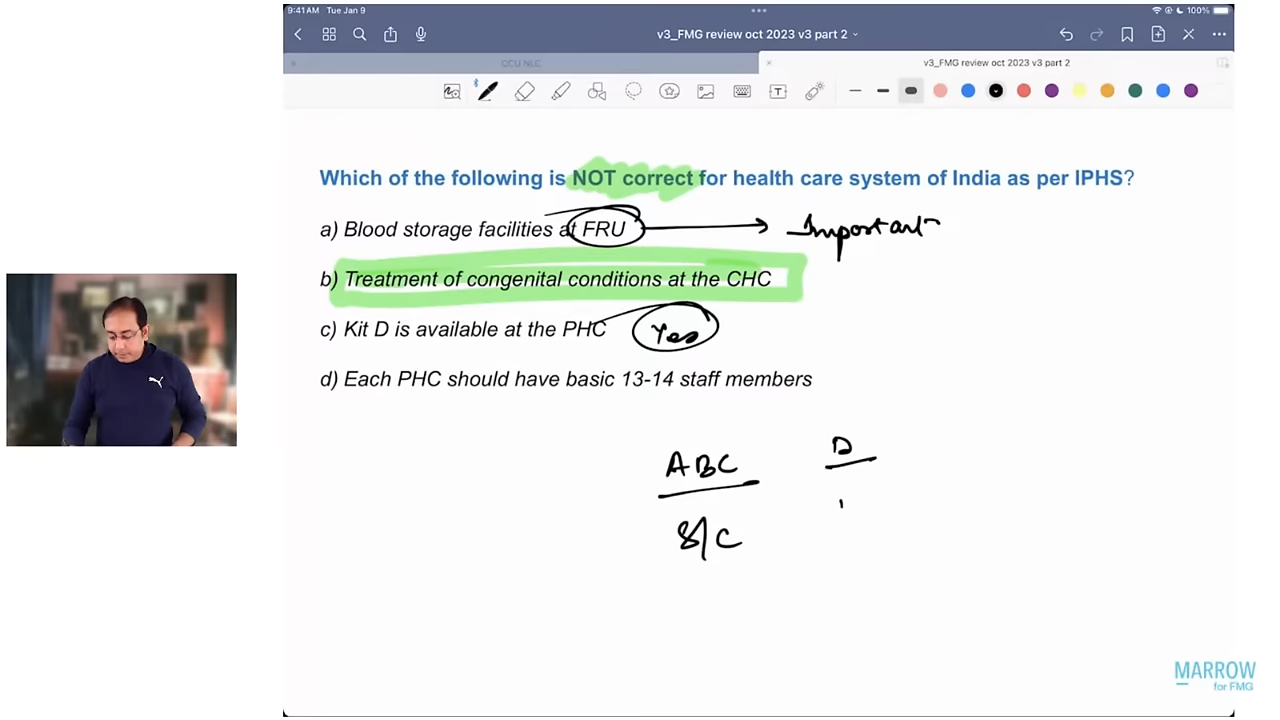 9:41 AM Tue Jan 9
100%
v3_FMG review oct 2023 v3 part 2
CCU NLC
v3_FMG review oct 2023 v3 part 2
Which of the following is NOT correct for health care system of India as per IPHS?
a) Blood storage facilities at FRU Important
b) Treatment of congenital conditions at the CHC
c) Kit D is available at the PHC Yes
d) Each PHC should have basic 13-14 staff members
ABC D
S/C
MARROW
for FMG